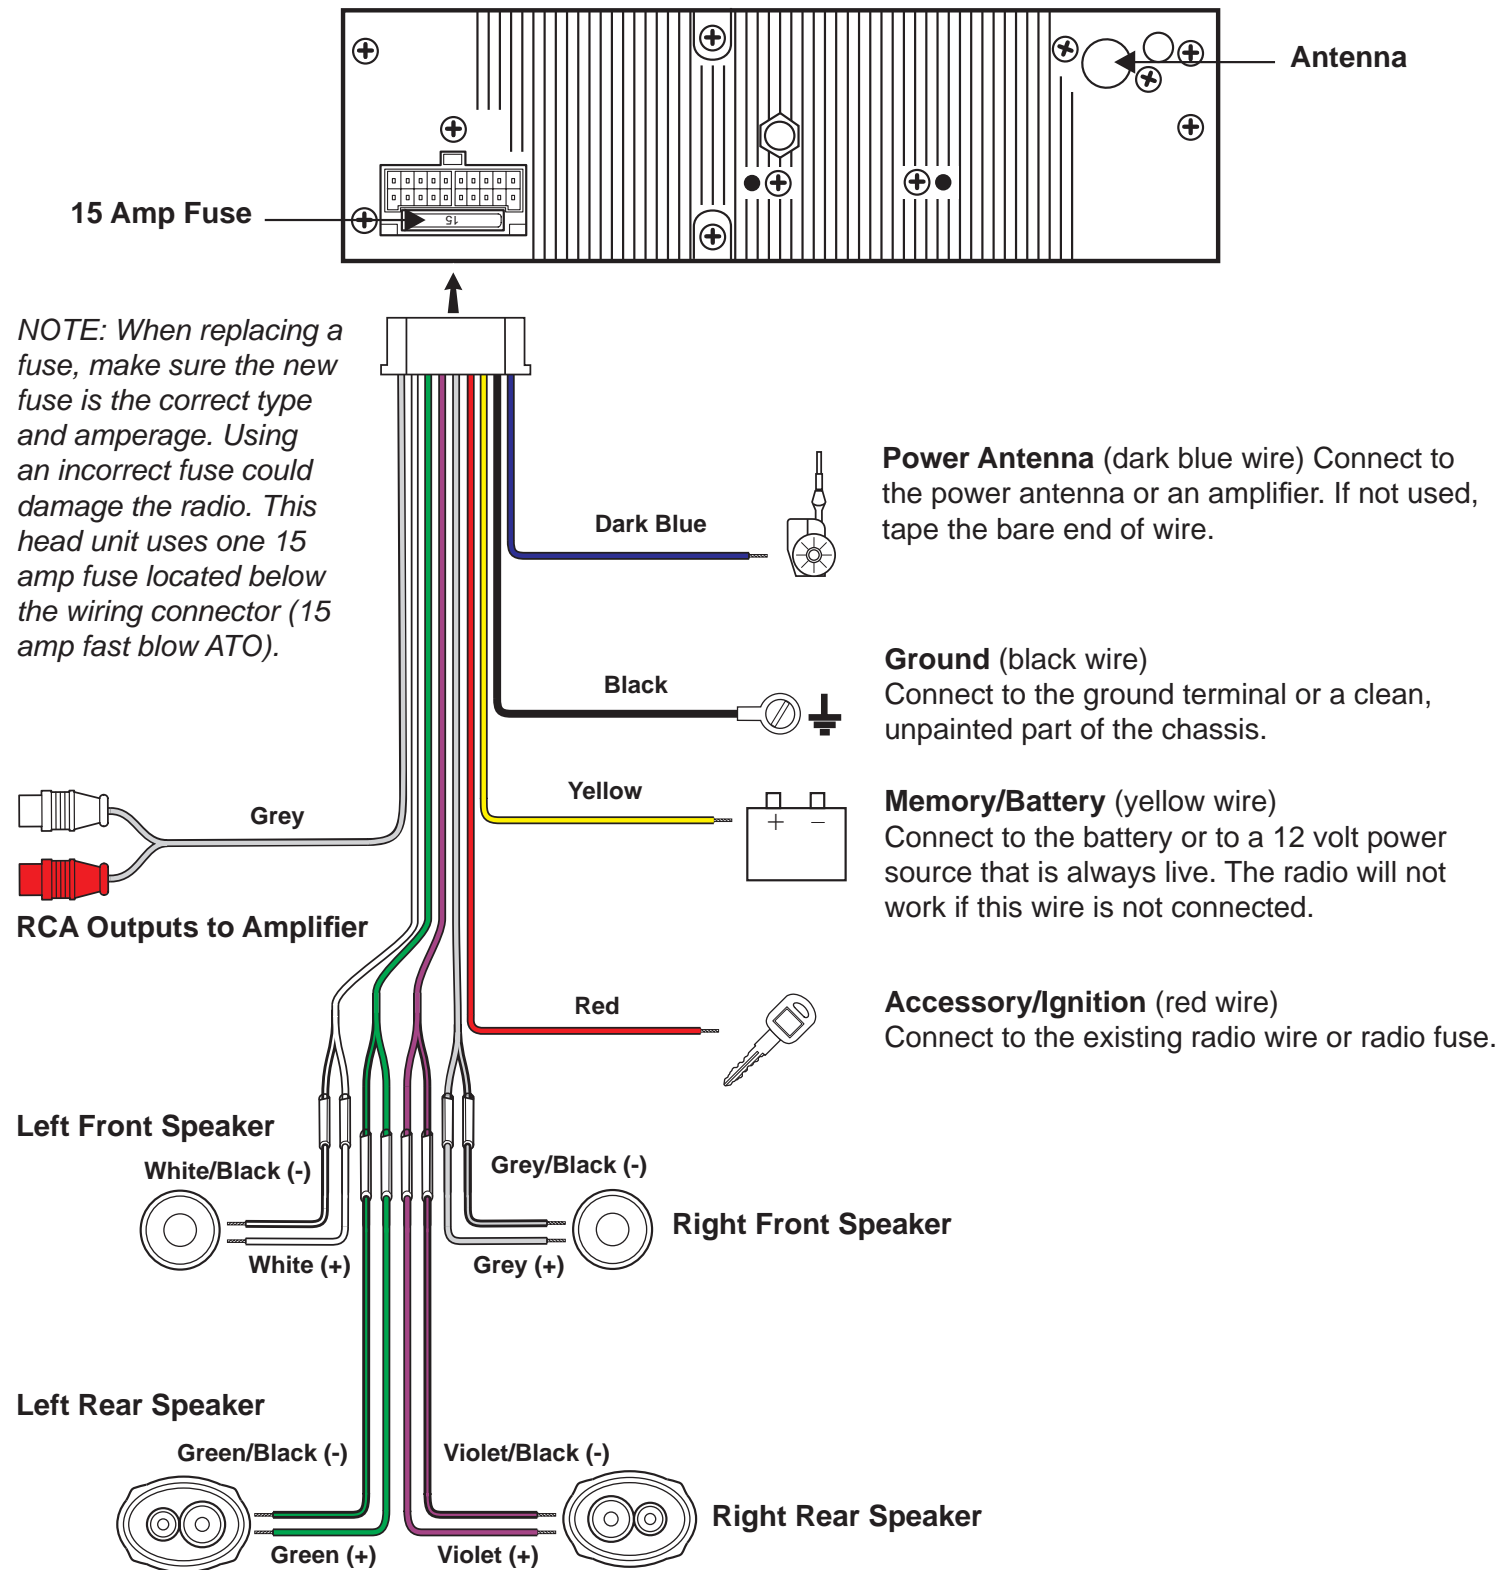 Antenna
15 Amp Fuse
15
NOTE: When replacing a
fuse, make sure the new
fuse is the correct type
and amperage. Using
an incorrect fuse could
damage the radio. This
head unit uses one 15
amp fuse located below
the wiring connector (15
amp fast blow ATO).
Dark Blue
Power Antenna (dark blue wire) Connect to
the power antenna or an amplifier. If not used,
tape the bare end of wire.
Black
Ground (black wire)
Connect to the ground terminal or a clean,
unpainted part of the chassis.
Grey
RCA Outputs to Amplifier
Yellow
+ −
Memory/Battery (yellow wire)
Connect to the battery or to a 12 volt power
source that is always live. The radio will not
work if this wire is not connected.
Red
Accessory/Ignition (red wire)
Connect to the existing radio wire or radio fuse.
Left Front Speaker
White/Black (-)
White (+)
Grey/Black (-)
Grey (+)
Right Front Speaker
Left Rear Speaker
Green/Black (-)
Green (+)
Violet/Black (-)
Violet (+)
Right Rear Speaker